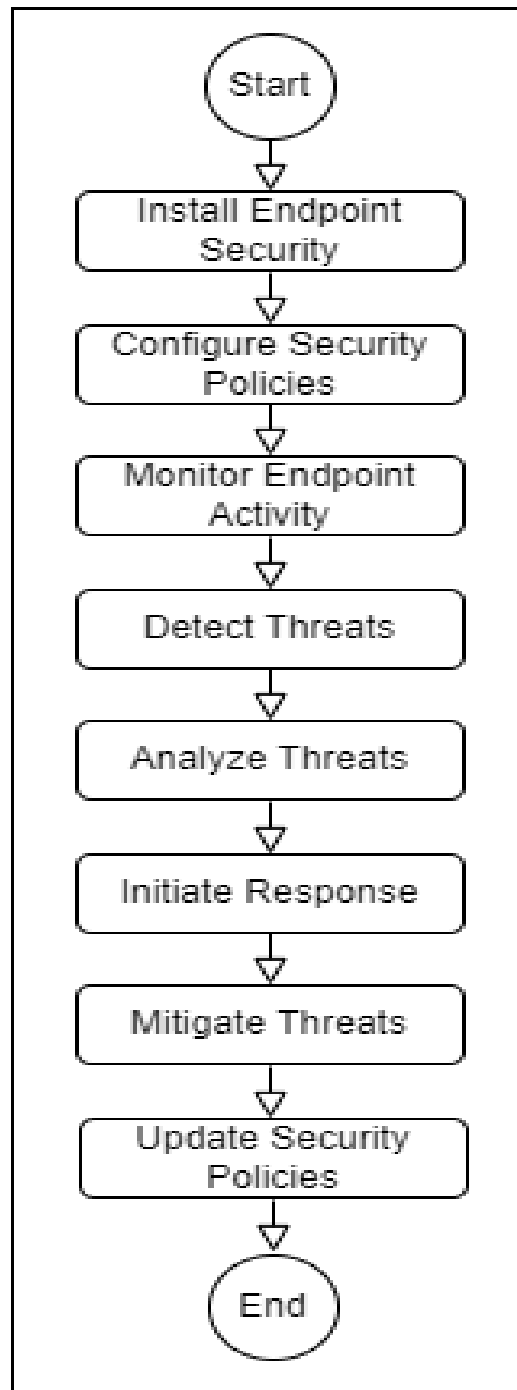 Start
Install Endpoint
Security
Configure Security
Policies
Monitor Endpoint
Activity
Detect Threats
Analyze Threats
Initiate Response
Mitigate Threats
Update Security
Policies
End